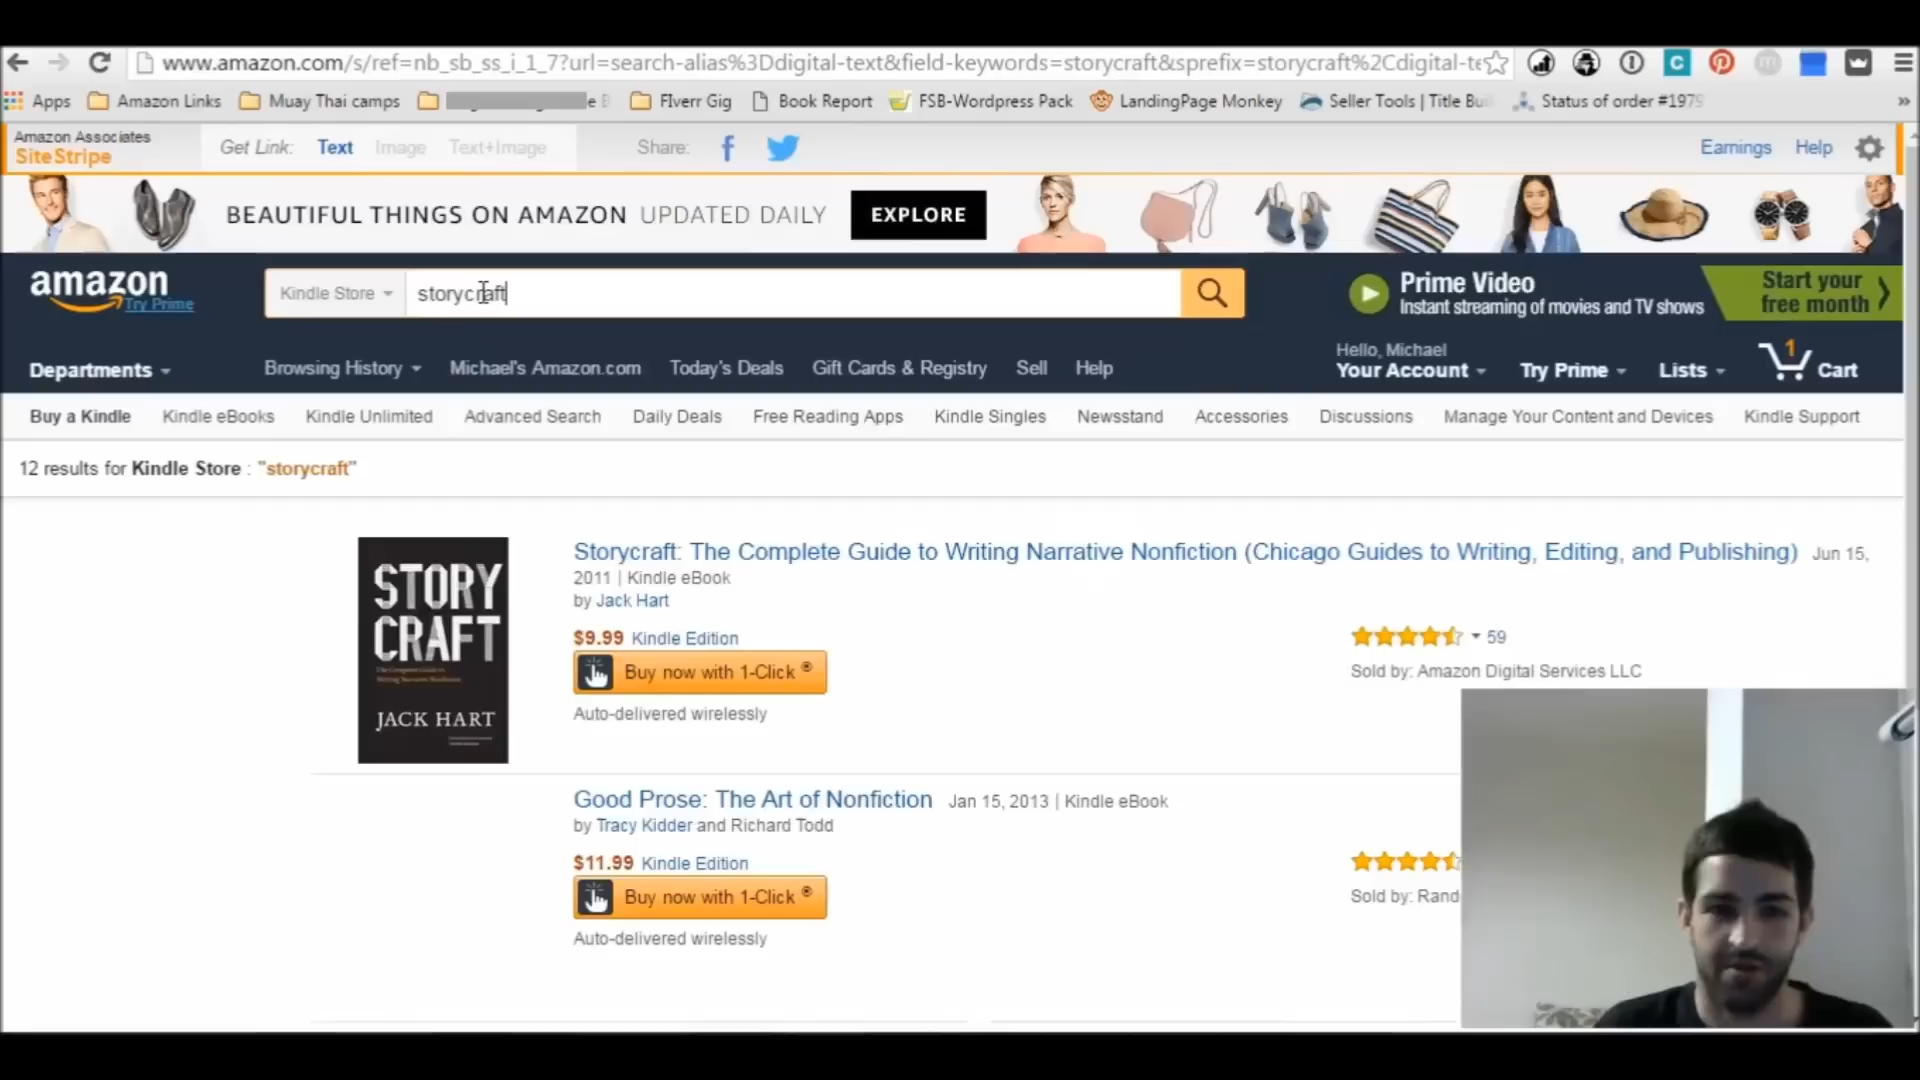 www.amazon.com/s/ref=nb_sb_ss_i_1_7?url=search-alias%3Ddigital-text&field-keywords=storycraft&sprefix=storycraft%2Cdigital-te
Apps Amazon Links Muay Thai camps FIverr Gig Book Report FSB-Wordpress Pack LandingPage Monkey Seller Tools | Title Status of order #1979
Amazon Associates
SiteStripe
Get Link: Text Image Text+Image Share: Earnings Help
BEAUTIFUL THINGS ON AMAZON UPDATED DAILY EXPLORE
amazon
Try Prime
Kindle Store storycraft
Prime Video
Instant streaming of movies and TV shows
Start your
free month
Departments Browsing History Michael's Amazon.com Today's Deals Gift Cards & Registry Sell Help
Hello, Michael
Your Account Try Prime Lists 1 Cart
Buy a Kindle Kindle eBooks Kindle Unlimited Advanced Search Daily Deals Free Reading Apps Kindle Singles Newsstand Accessories Discussions Manage Your Content and Devices Kindle Support
12 results for Kindle Store : "storycraft"
STORY
CRAFT
The Complete Guide to
Writing Narrative Nonfiction
JACK HART
Storycraft: The Complete Guide to Writing Narrative Nonfiction (Chicago Guides to Writing, Editing, and Publishing) Jun 15,
2011 | Kindle eBook
by Jack Hart
$9.99 Kindle Edition
59
Buy now with 1-Click ®
Sold by: Amazon Digital Services LLC
Auto-delivered wirelessly
Good Prose: The Art of Nonfiction Jan 15, 2013 | Kindle eBook
by Tracy Kidder and Richard Todd
$11.99 Kindle Edition
Buy now with 1-Click ®
Sold by: Rand
Auto-delivered wirelessly